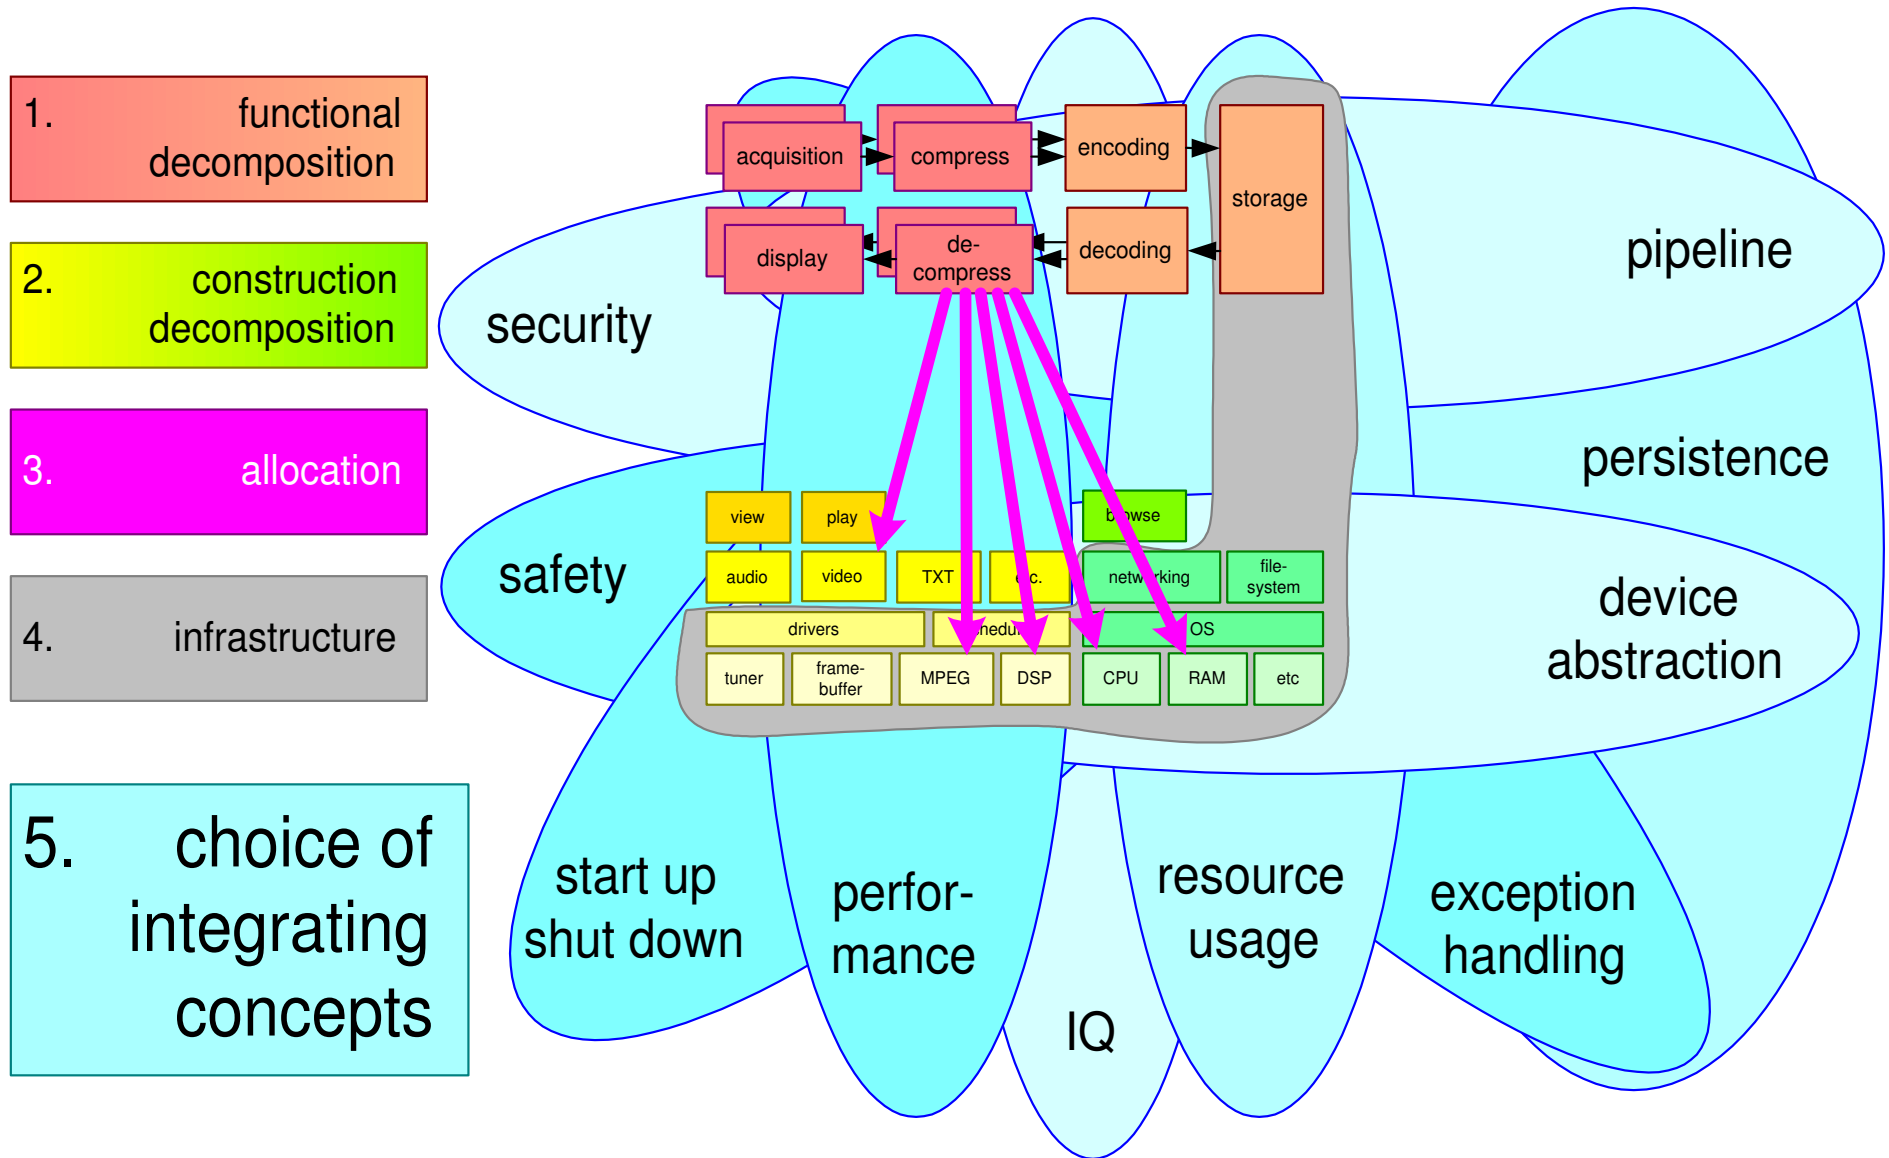 1. functional
decomposition
2. construction
decomposition
3. allocation
4. infrastructure
5. choice of
integrating
concepts
acquisition
compress
encoding
storage
display
de-
compress
decoding
pipeline
security
persistence
safety
device
abstraction
view
play
browse
audio
video
TXT
networking
file-
system
drivers
OS
tuner
frame-
buffer
MPEG
DSP
CPU
RAM
etc
start up
shut down
perfor-
mance
resource
usage
exception
handling
IQ